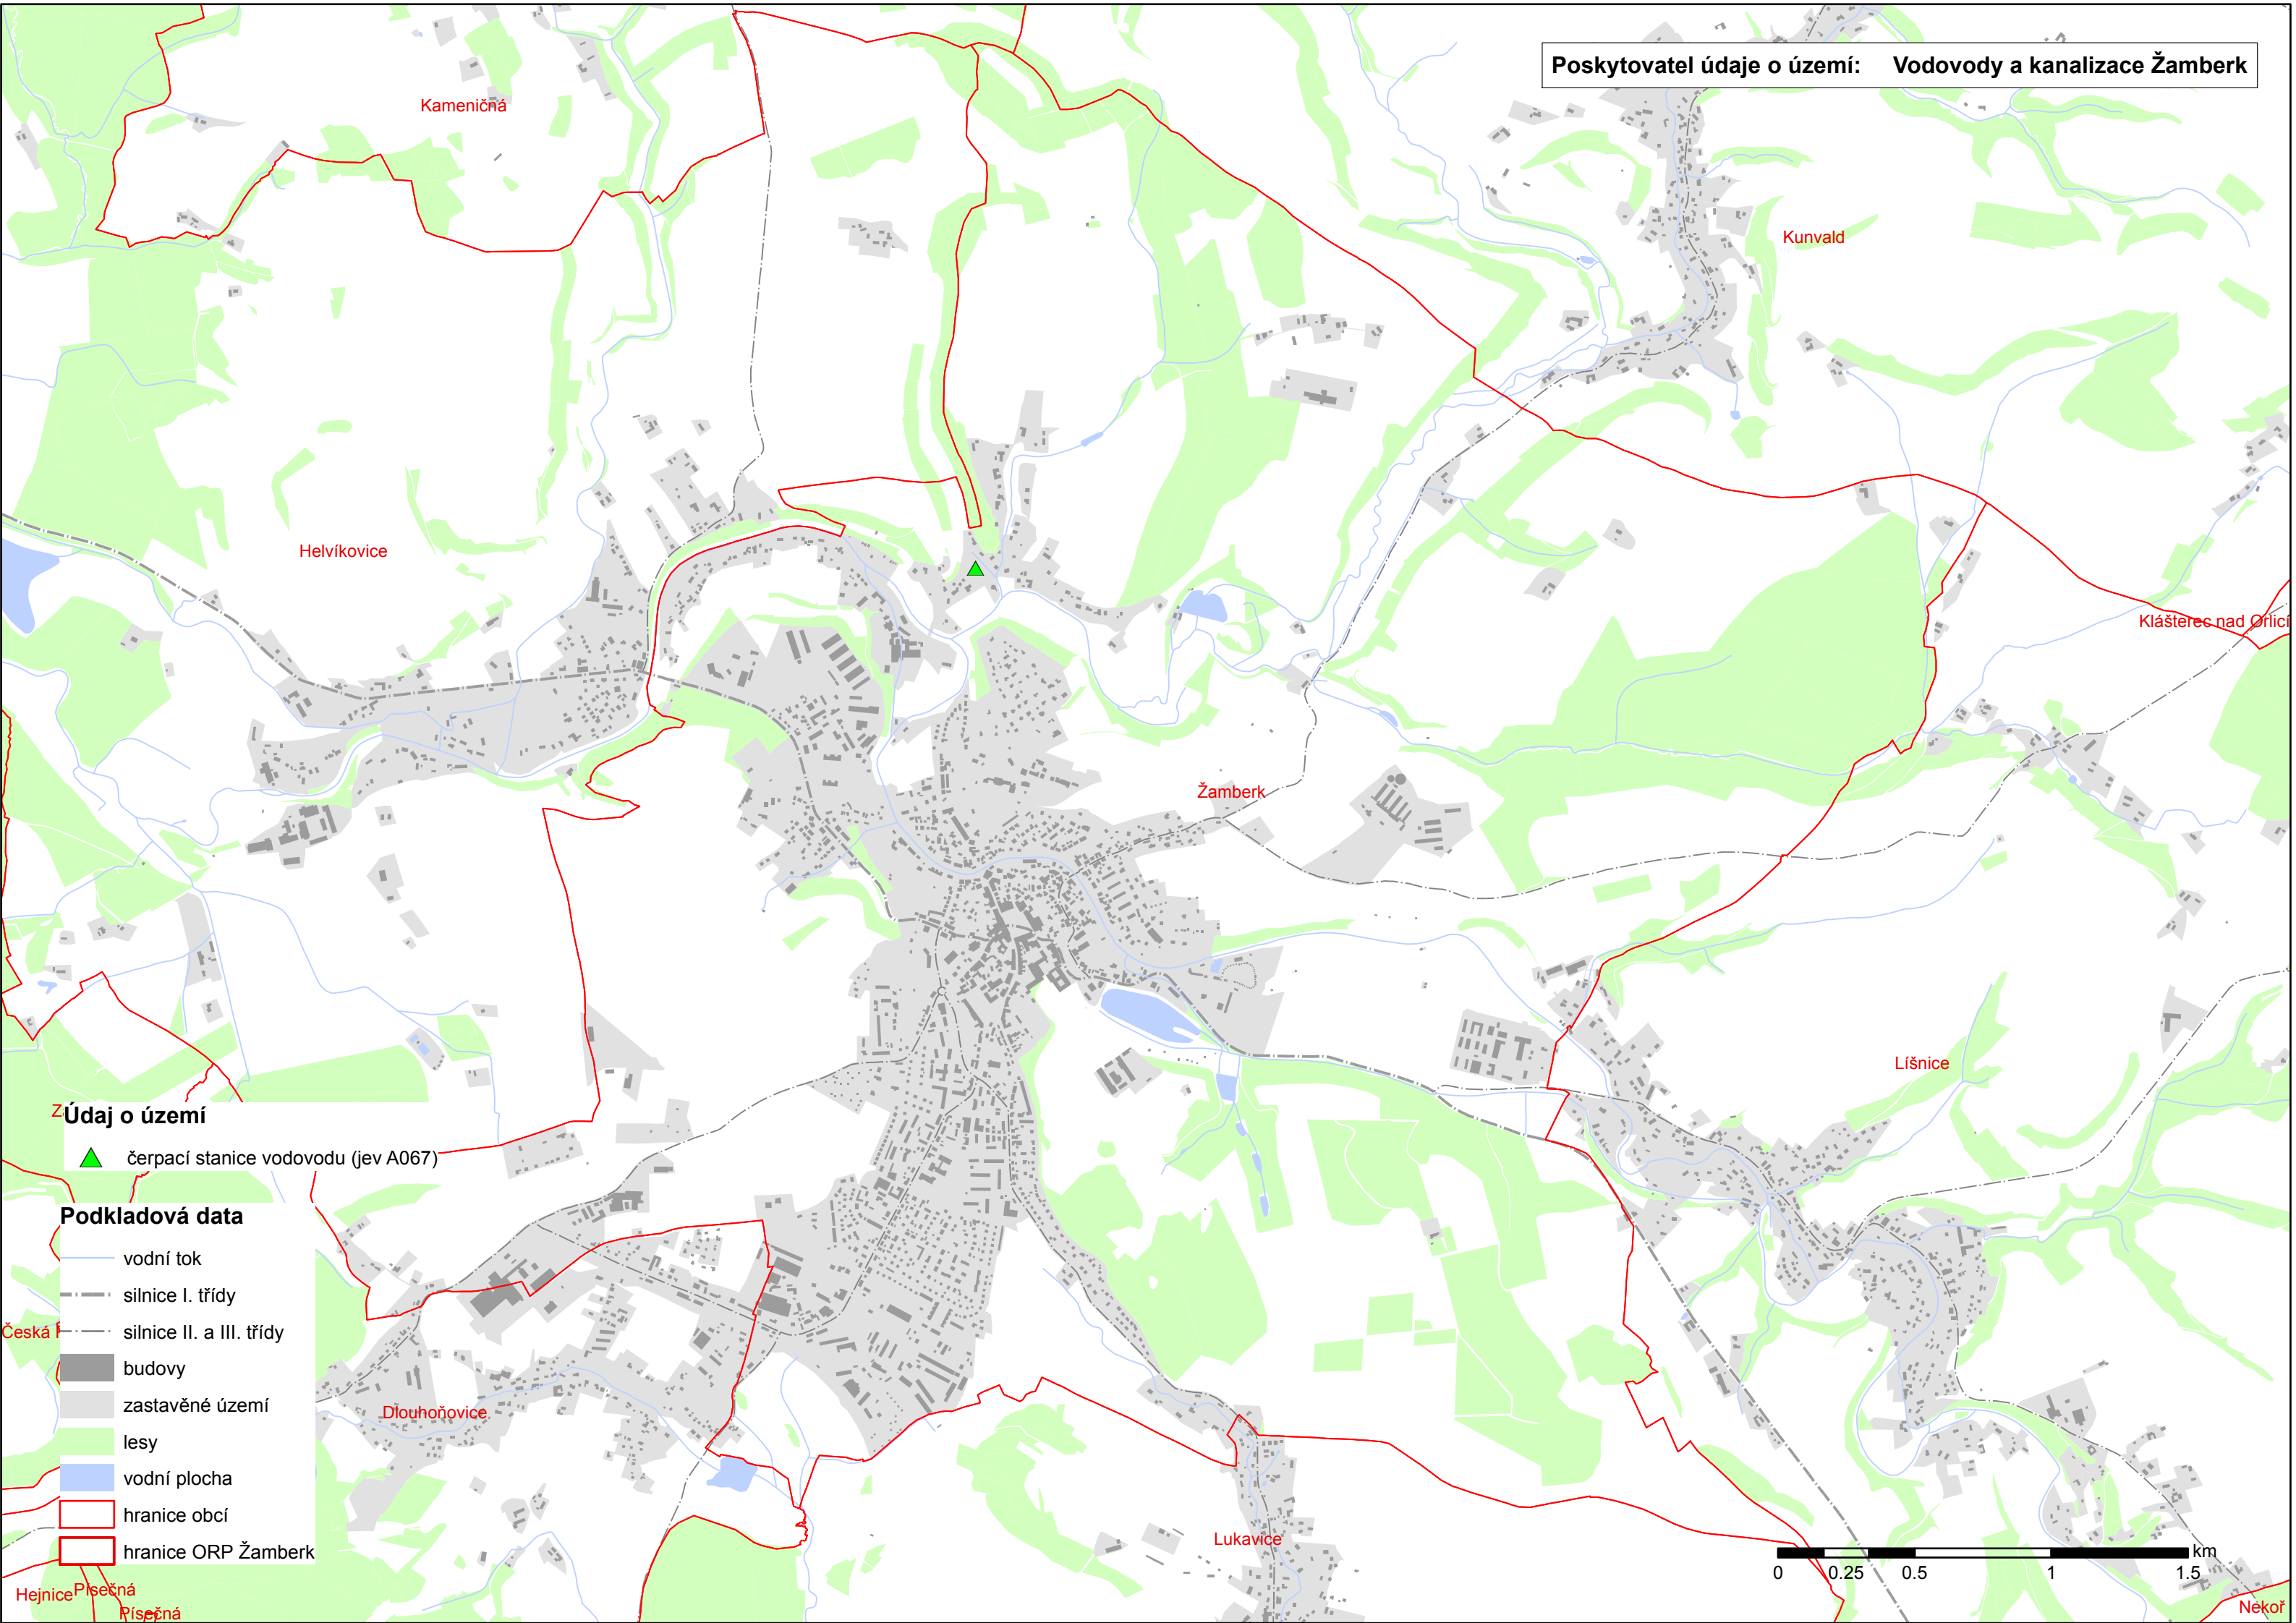 Poskytovatel údaje o území: Vodovody a kanalizace Žamberk
Kameničná
Kunvald
Helvíkovice
Klášterec nad Orlicí
Žamberk
Líšnice
Údaj o území
čerpací stanice vodovodu (jev A067)
Podkladová data
vodní tok
silnice I. třídy
silnice II. a III. třídy
budovy
zastavěné území
lesy
vodní plocha
hranice obcí
hranice ORP Žamberk
Česká
Dlouhoňovice
Lukavice
km
0 0.25 0.5 1 1.5
Hejnice
Písečná
Písečná
Nekoř